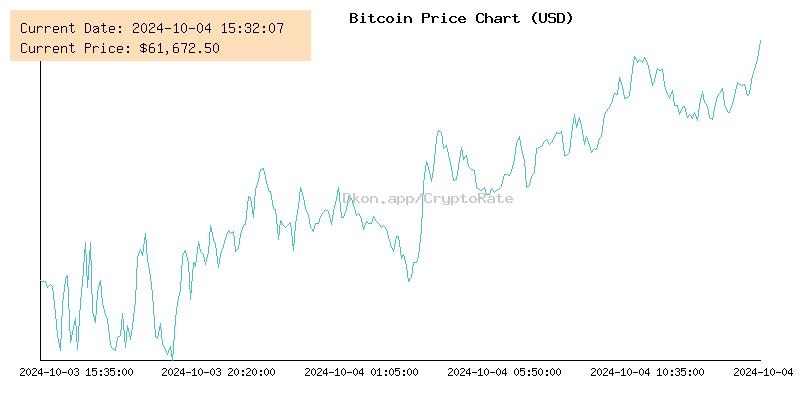 Bitcoin Price Chart (USD)
Current Date: 2024-10-04 15:32:07
Current Price: $61,672.50
Dkon.app/CryptoRate
2024-10-03 15:35:00
2024-10-03 20:20:00
2024-10-04 01:05:00
2024-10-04 05:50:00
2024-10-04 10:35:00
2024-10-04